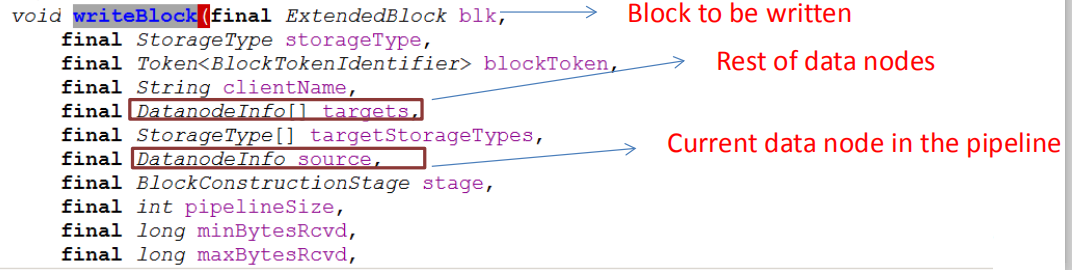 void writeBlock(final ExtendedBlock blk, Block to be written
final StorageType storageType,
final Token<BlockTokenIdentifier> blockToken,
Rest of data nodes
final String clientName,
final DatanodeInfo[] targets,
final StorageType[] targetStorageTypes,
final DatanodeInfo source,
Current data node in the pipeline
final BlockConstructionStage stage,
final int pipelineSize,
final long minBytesRcvd,
final long maxBytesRcvd,